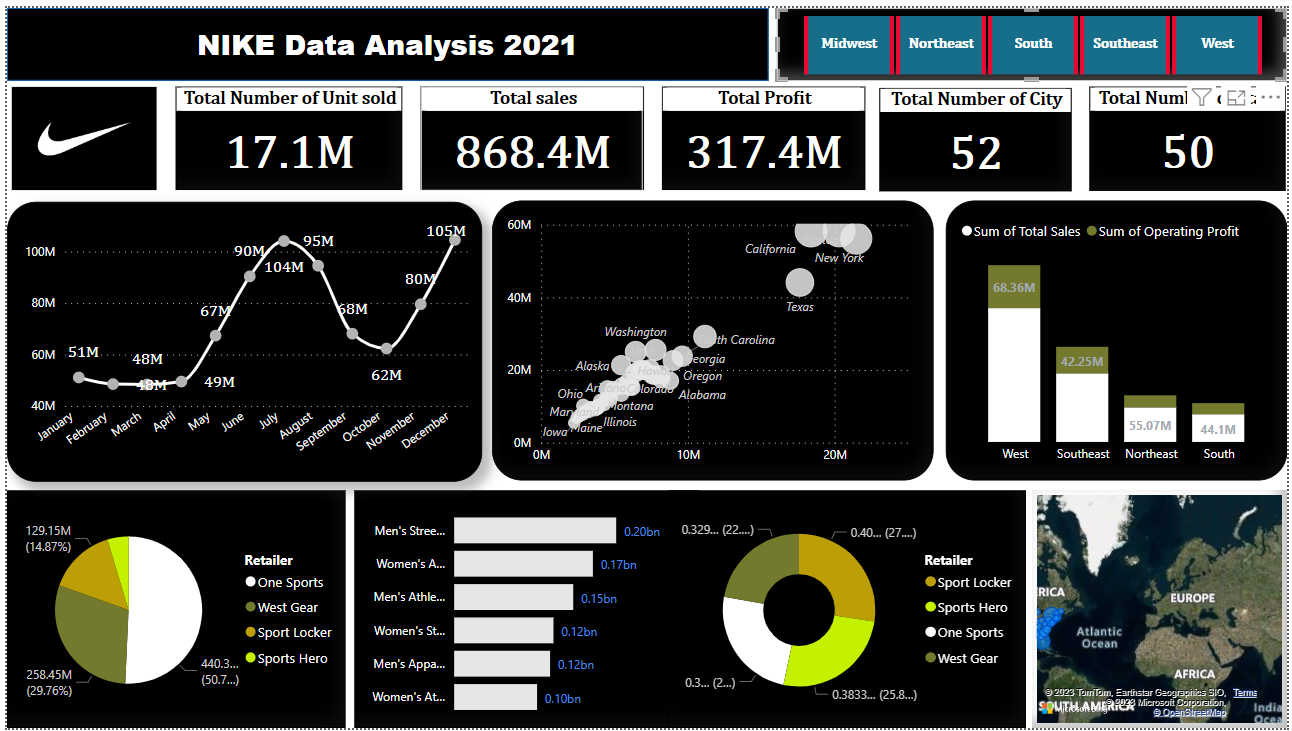 NIKE Data Analysis 2021
Midwest
Northeast
South
Southeast
West
Total Number of Unit sold
17.1M
Total sales
868.4M
Total Profit
317.4M
Total Number of City
52
Total
50
100M
80M
60M
40M
51M
48M
48M
49M
67M
90M
104M
95M
68M
62M
80M
105M
January
February
March
April
May
June
July
August
September
October
November
December
60M
40M
20M
0M
0M
10M
20M
California
New York
Texas
Washington
Carolina
Alaska
Georgia
Hawaii
Oregon
Colorado
Alabama
Ohio
Arizona
Montana
Maryland
Illinois
Iowa
Maine
Sum of Total Sales
Sum of Operating Profit
68.36M
42.25M
55.07M
44.1M
West
Southeast
Northeast
South
129.15M
(14.87%)
258.45M
(29.76%)
440.3...
(50.7...)
Retailer
One Sports
West Gear
Sport Locker
Sports Hero
Men's Stree...
0.20bn
Women's A...
0.17bn
Men's Athle...
0.15bn
Women's St...
0.12bn
Men's Appa...
0.12bn
Women's At...
0.10bn
0.329... (22....)
0.40... (27....)
0.3... (2...)
0.3833... (25.8...)
Retailer
Sport Locker
Sports Hero
One Sports
West Gear
RICA
EUROPE
Atlantic
Ocean
AFRICA
SOUTH AMERICA
India
Ocea
© 2023 TomTom, Earthstar Geographics SIO,
© 2023 Microsoft Corporation,
© OpenStreetMap
Terms
Microsoft Bing